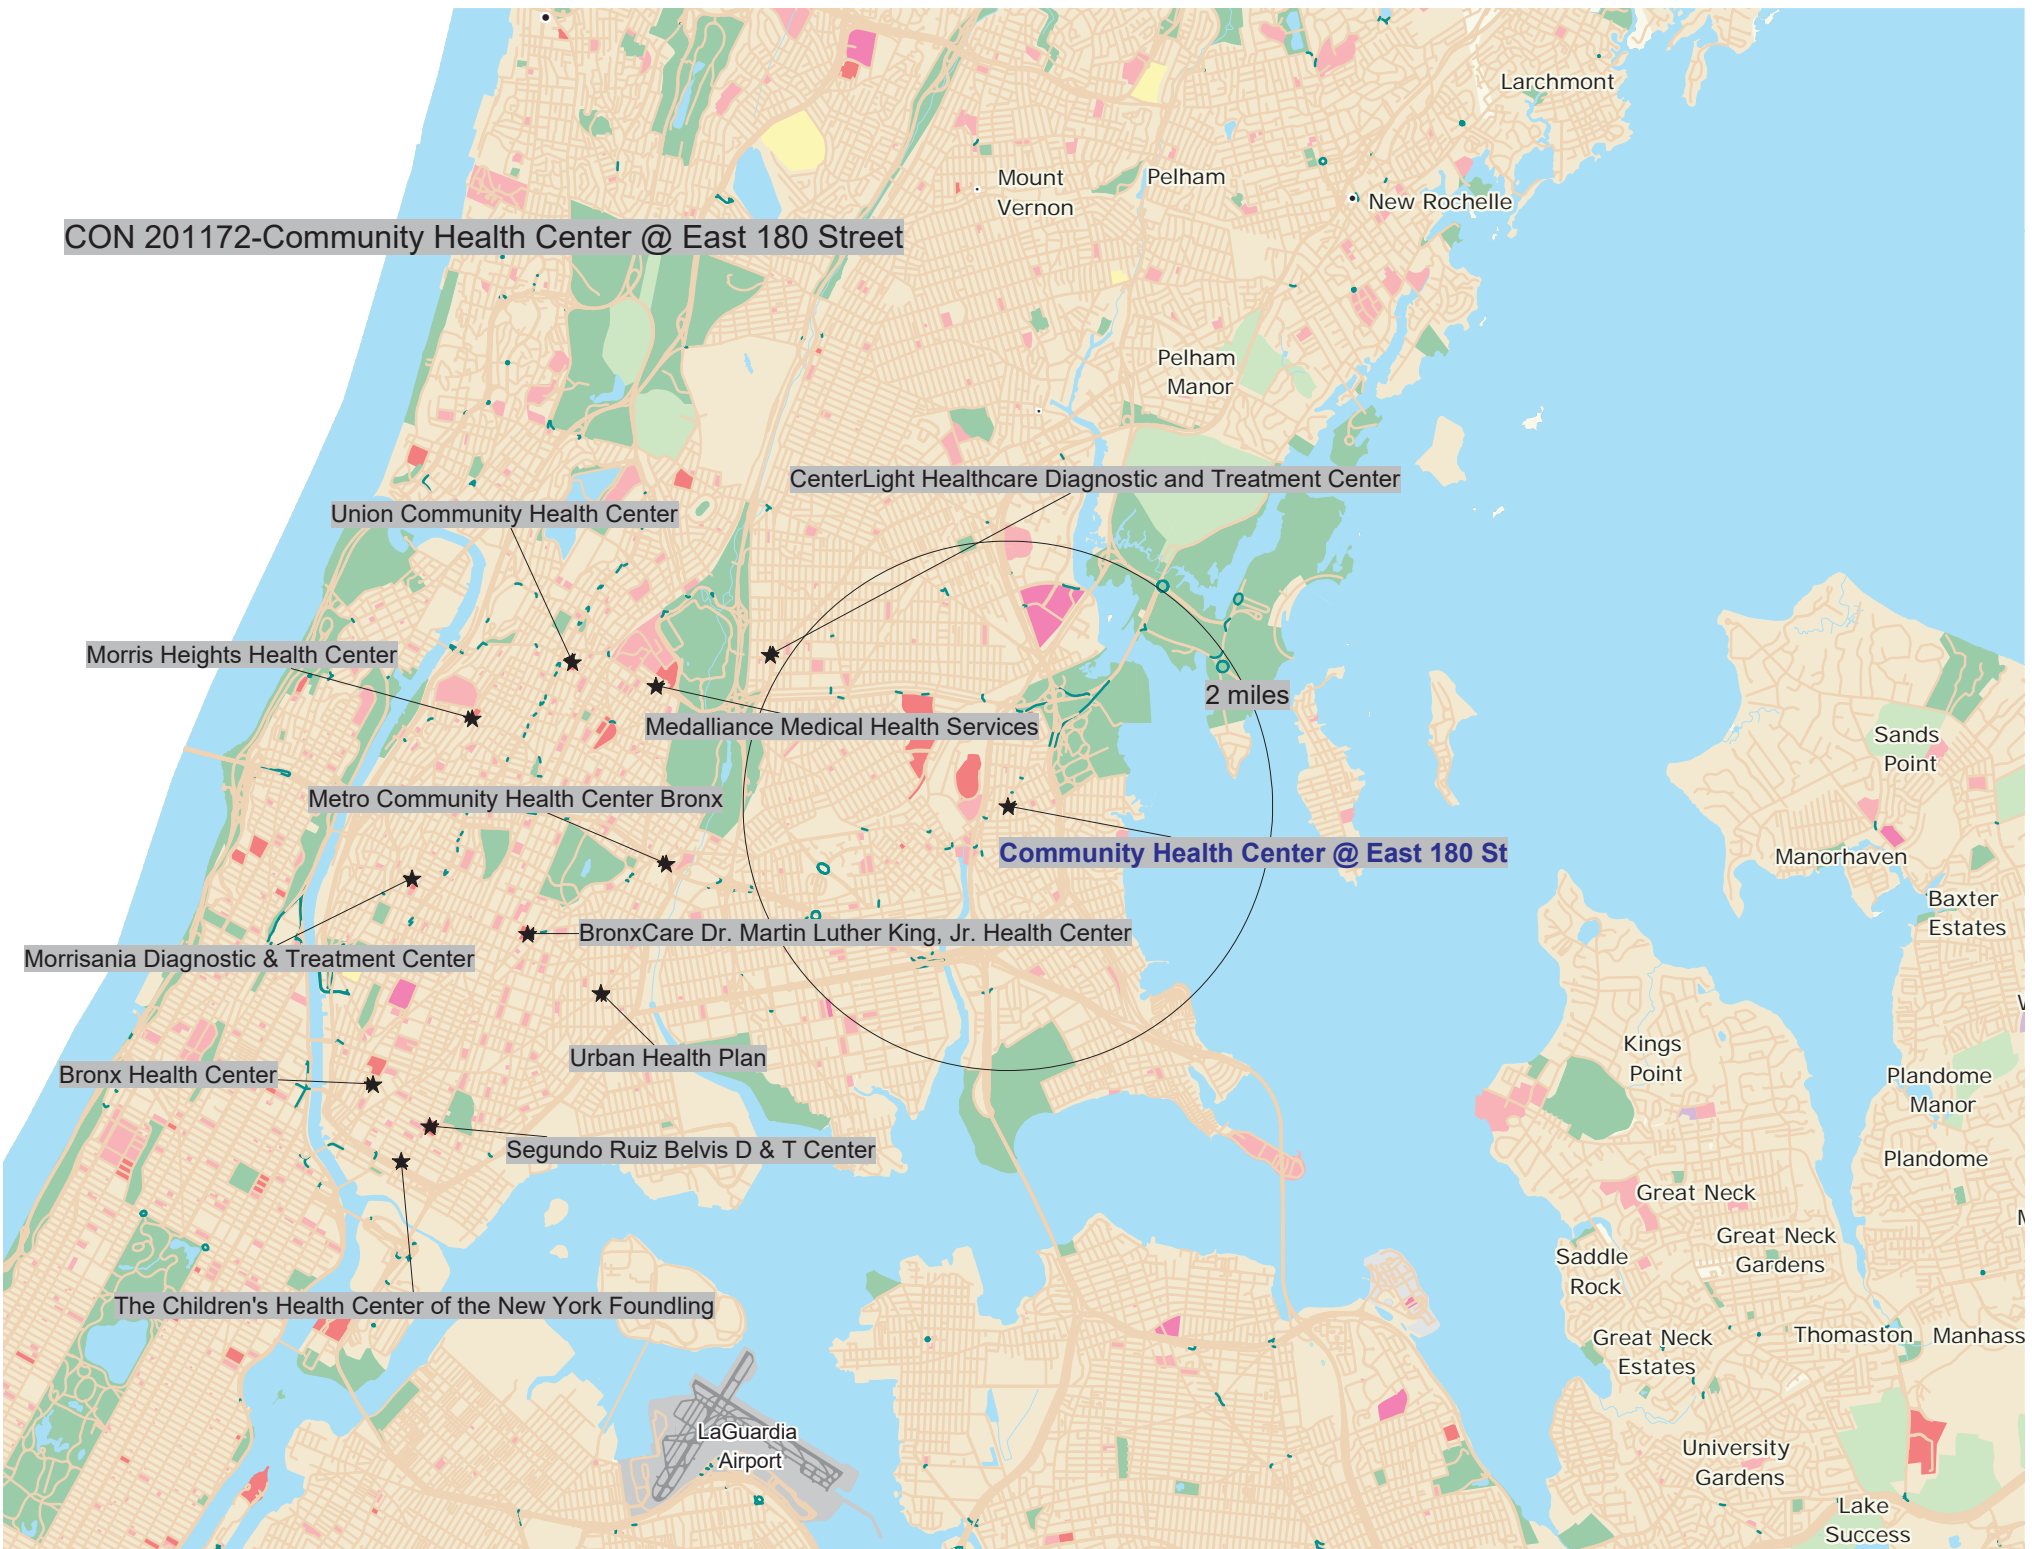 Larchmont
Mount
Vernon
Pelham
New Rochelle
CON 201172-Community Health Center @ East 180 Street
Pelham
Manor
CenterLight Healthcare Diagnostic and Treatment Center
Union Community Health Center
Morris Heights Health Center
2 miles
Medalliance Medical Health Services
Sands
Point
Metro Community Health Center Bronx
Community Health Center @ East 180 St
Manorhaven
Baxter
Estates
BronxCare Dr. Martin Luther King, Jr. Health Center
Morrisania Diagnostic & Treatment Center
Kings
Point
Urban Health Plan
Bronx Health Center
Plandome
Manor
Segundo Ruiz Belvis D & T Center
Plandome
Great Neck
Great Neck
Gardens
Saddle
Rock
The Children's Health Center of the New York Foundling
Great Neck
Estates
Thomaston
Manhass
LaGuardia
Airport
University
Gardens
Lake
Success